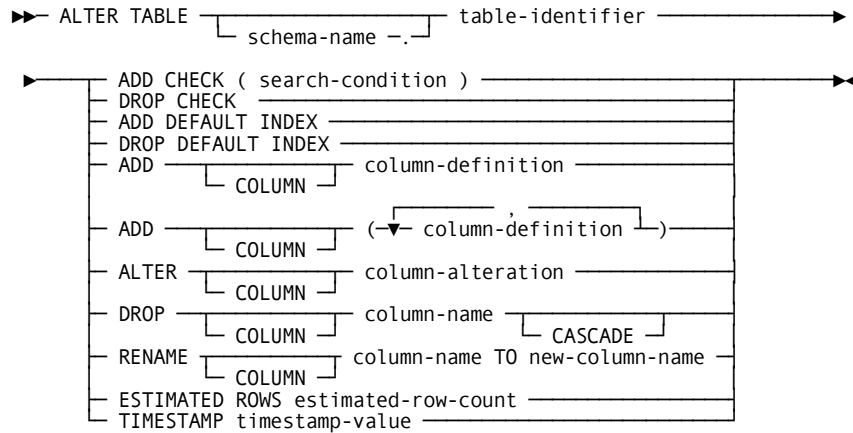 ALTER TABLE table-identifier
schema-name .
ADD CHECK ( search-condition )
DROP CHECK
ADD DEFAULT INDEX
DROP DEFAULT INDEX
ADD column-definition
COLUMN
,
ADD ( column-definition )
COLUMN
ALTER column-alteration
COLUMN
DROP column-name
COLUMN CASCADE
RENAME column-name TO new-column-name
COLUMN
ESTIMATED ROWS estimated-row-count
TIMESTAMP timestamp-value